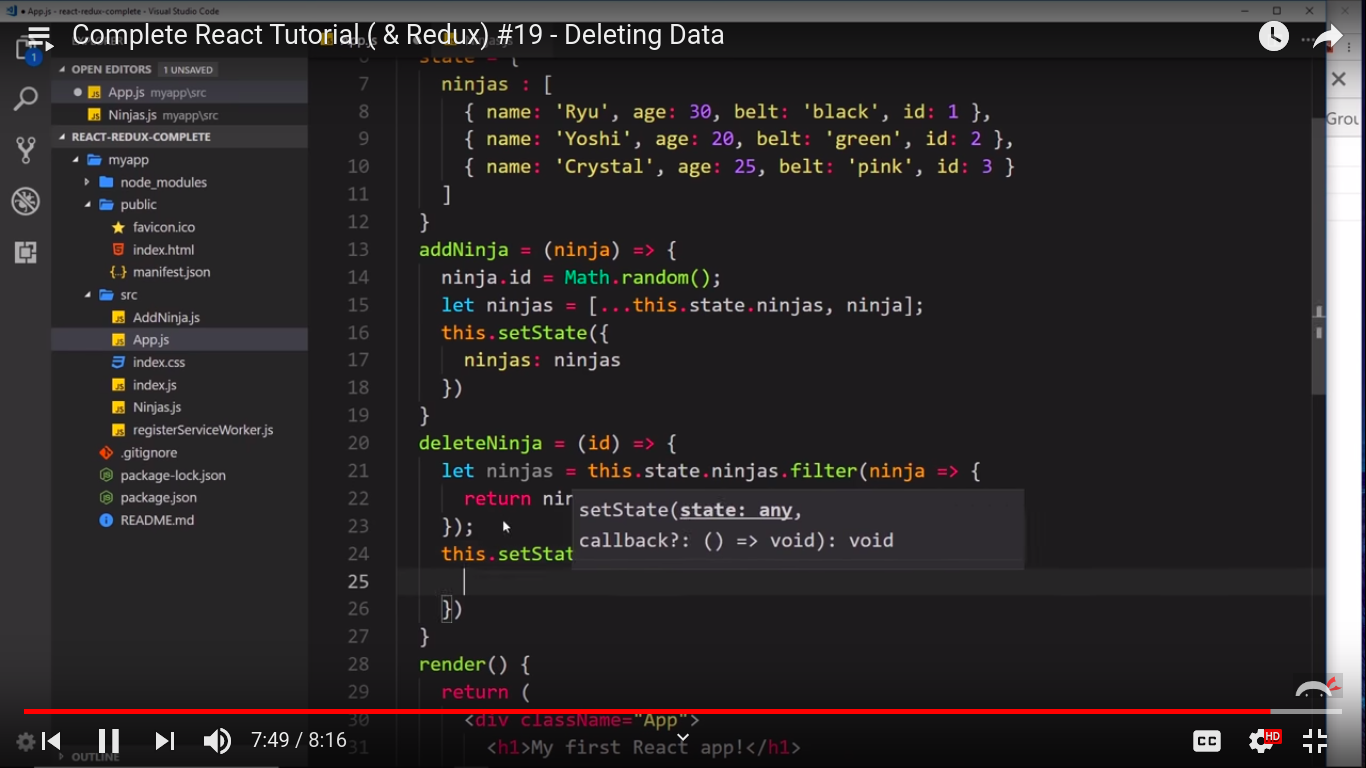 App.js - react-redux-complete - Visual Studio Code
Complete React Tutorial ( & Redux) #19 - Deleting Data
1
OPEN EDITORS 1 UNSAVED
App.js myapp\src
Ninjas.js myapp\src
REACT-REDUX-COMPLETE
myapp
node_modules
public
favicon.ico
index.html
manifest.json
src
AddNinja.js
App.js
index.css
index.js
Ninjas.js
registerServiceWorker.js
.gitignore
package-lock.json
package.json
README.md
OUTLINE
6 state = {
7 ninjas : [
8 { name: 'Ryu', age: 30, belt: 'black', id: 1 },
9 { name: 'Yoshi', age: 20, belt: 'green', id: 2 },
10 { name: 'Crystal', age: 25, belt: 'pink', id: 3 }
11 ]
12 }
13 addNinja = (ninja) => {
14 ninja.id = Math.random();
15 let ninjas = [...this.state.ninjas, ninja];
16 this.setState({
17 ninjas: ninjas
18 })
19 }
20 deleteNinja = (id) => {
21 let ninjas = this.state.ninjas.filter(ninja => {
22 return nin
setState(state: any,
callback?: () => void): void
23 });
24 this.setStat
25
26 })
27 }
28 render() {
29 return (
30 <div className="App">
31 <h1>My first React app!</h1>
Grou
7:49 / 8:16
CC
HD